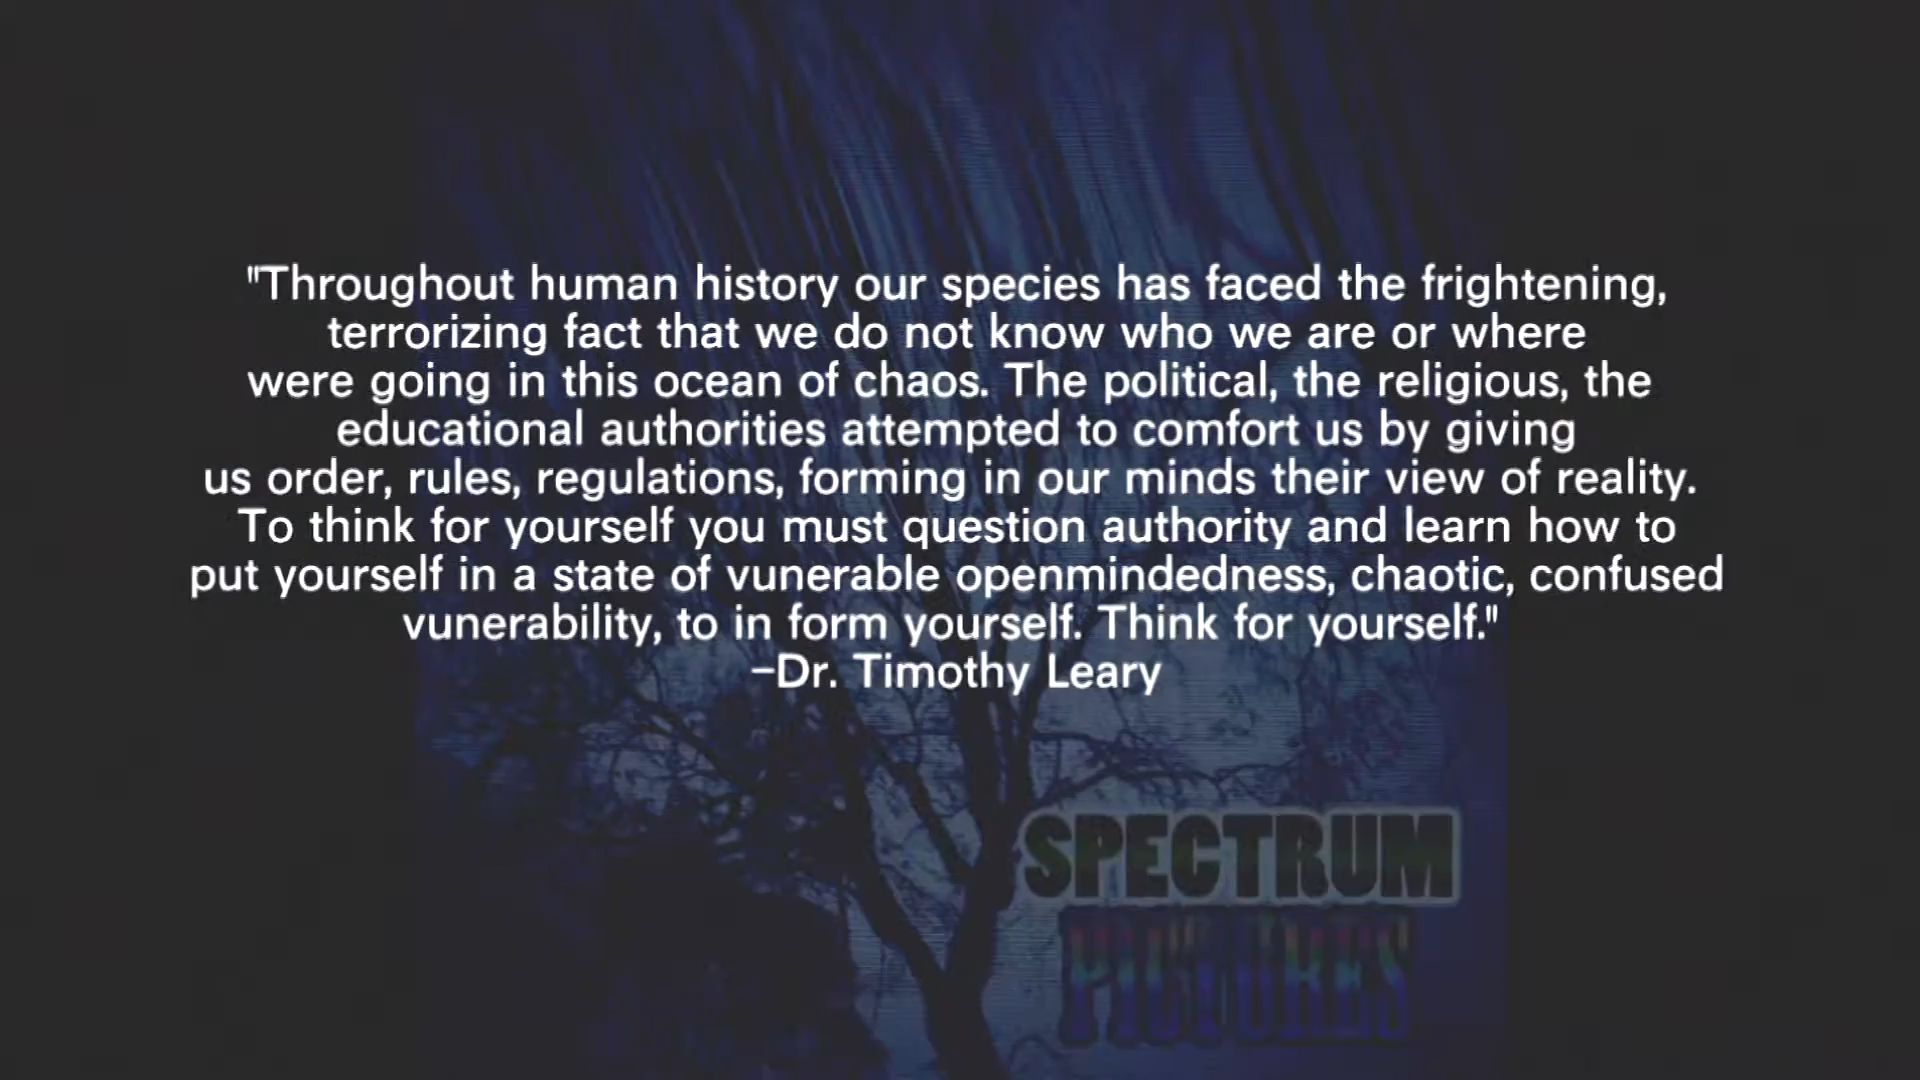 "Throughout human history our species has faced the frightening,
terrorizing fact that we do not know who we are or where
were going in this ocean of chaos. The political, the religious, the
educational authorities attempted to comfort us by giving
us order, rules, regulations, forming in our minds their view of reality.
To think for yourself you must question authority and learn how to
put yourself in a state of vunerable openmindedness, chaotic, confused
vunerability, to in form yourself. Think for yourself."
-Dr. Timothy Leary
SPECTRUM
PICTURES